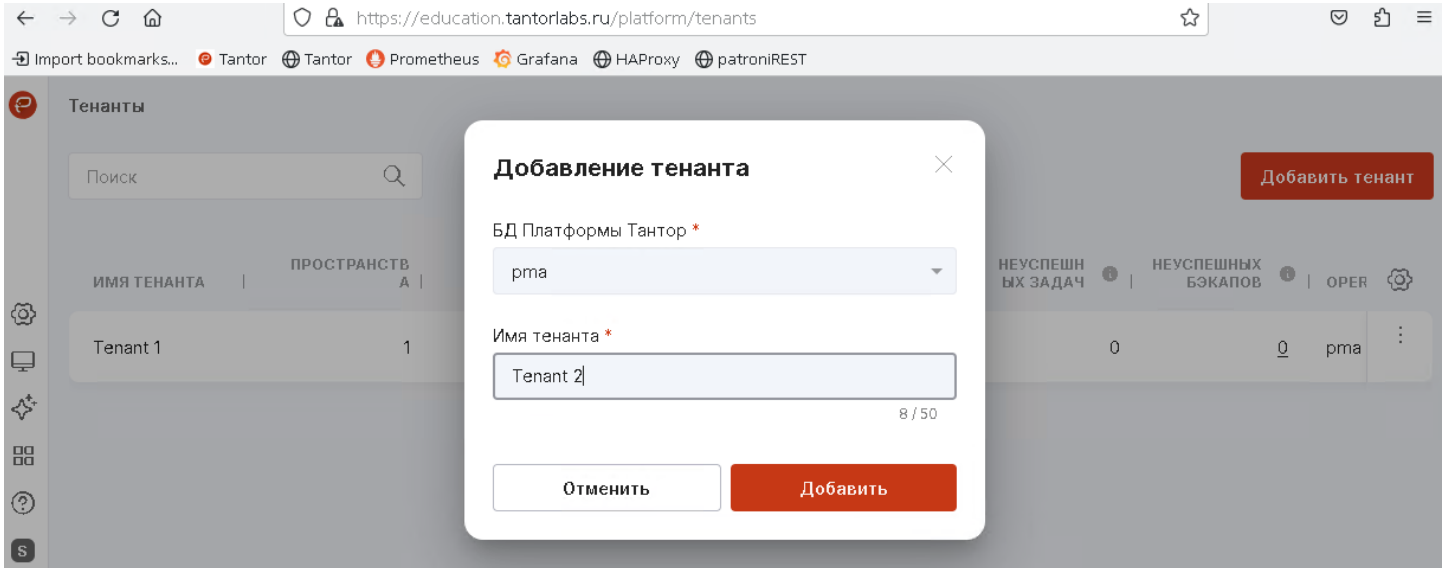 https://education.tantorlabs.ru/platform/tenants
Import bookmarks... Tantor Tantor Prometheus Grafana HAProxy patroniREST
Тенанты
Поиск
Добавить тенант
ИМЯ ТЕНАНТА
ПРОСТРАНСТВ
А
НЕУСПЕШН
ЫХ ЗАДАЧ
НЕУСПЕШНЫХ
БЭКАПОВ
OPER
Tenant 1 1 0 0 pma
Добавление тенанта
БД Платформы Тантор *
pma
Имя тенанта *
Tenant 2
8 / 50
Отменить Добавить
S